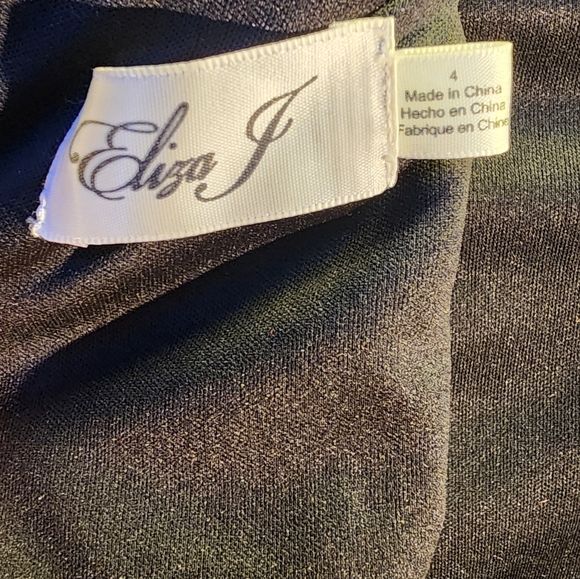 Eliza J
4
Made in China
Hecho en China
Fabrique en Chine